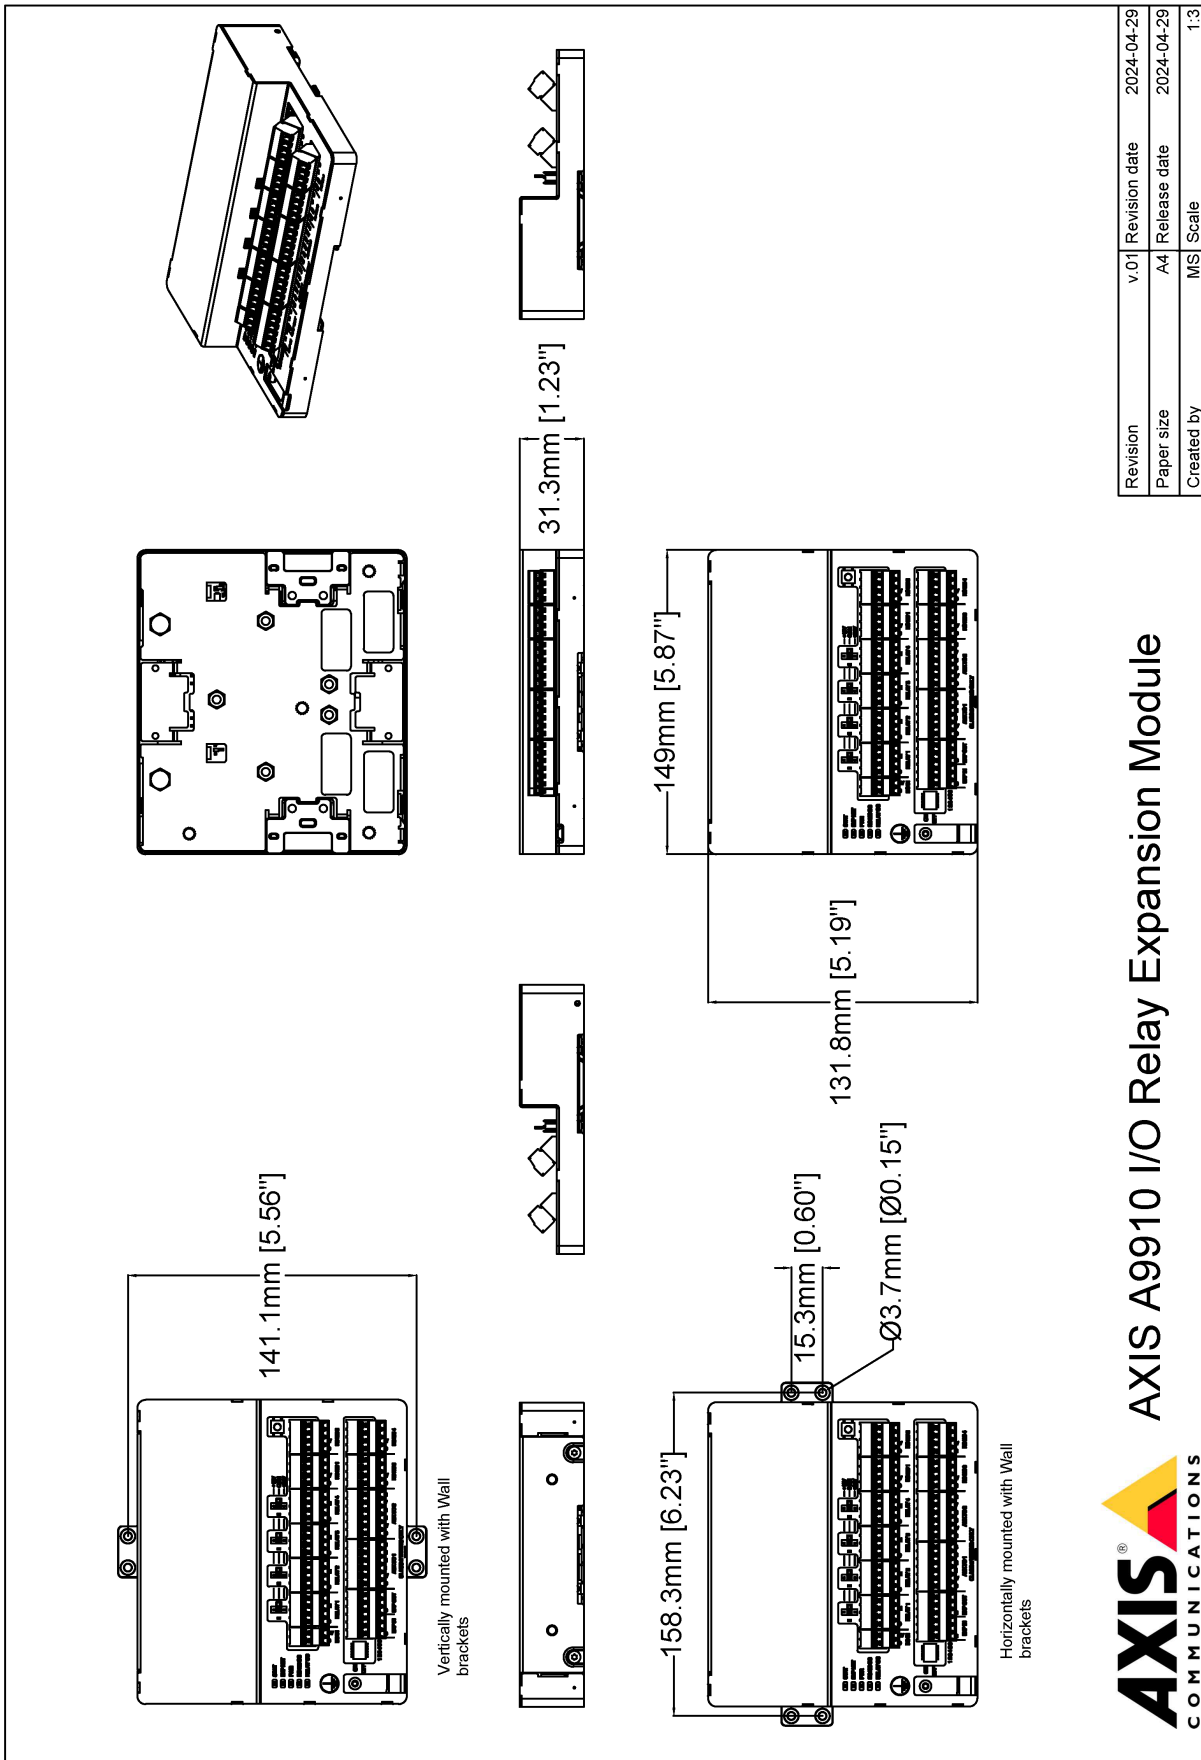 141.1mm [5.56"]
Vertically mounted with Wall
brackets
31.3mm [1.23"]
158.3mm [6.23"]
15.3mm [0.60"]
Ø3.7mm [Ø0.15"]
Horizontally mounted with Wall
brackets
149mm [5.87"]
131.8mm [5.19"]
AXIS®
COMMUNICATIONS
AXIS A9910 I/O Relay Expansion Module
Revision v.01 Revision date 2024-04-29
Paper size A4 Release date 2024-04-29
Created by MS Scale 1:3